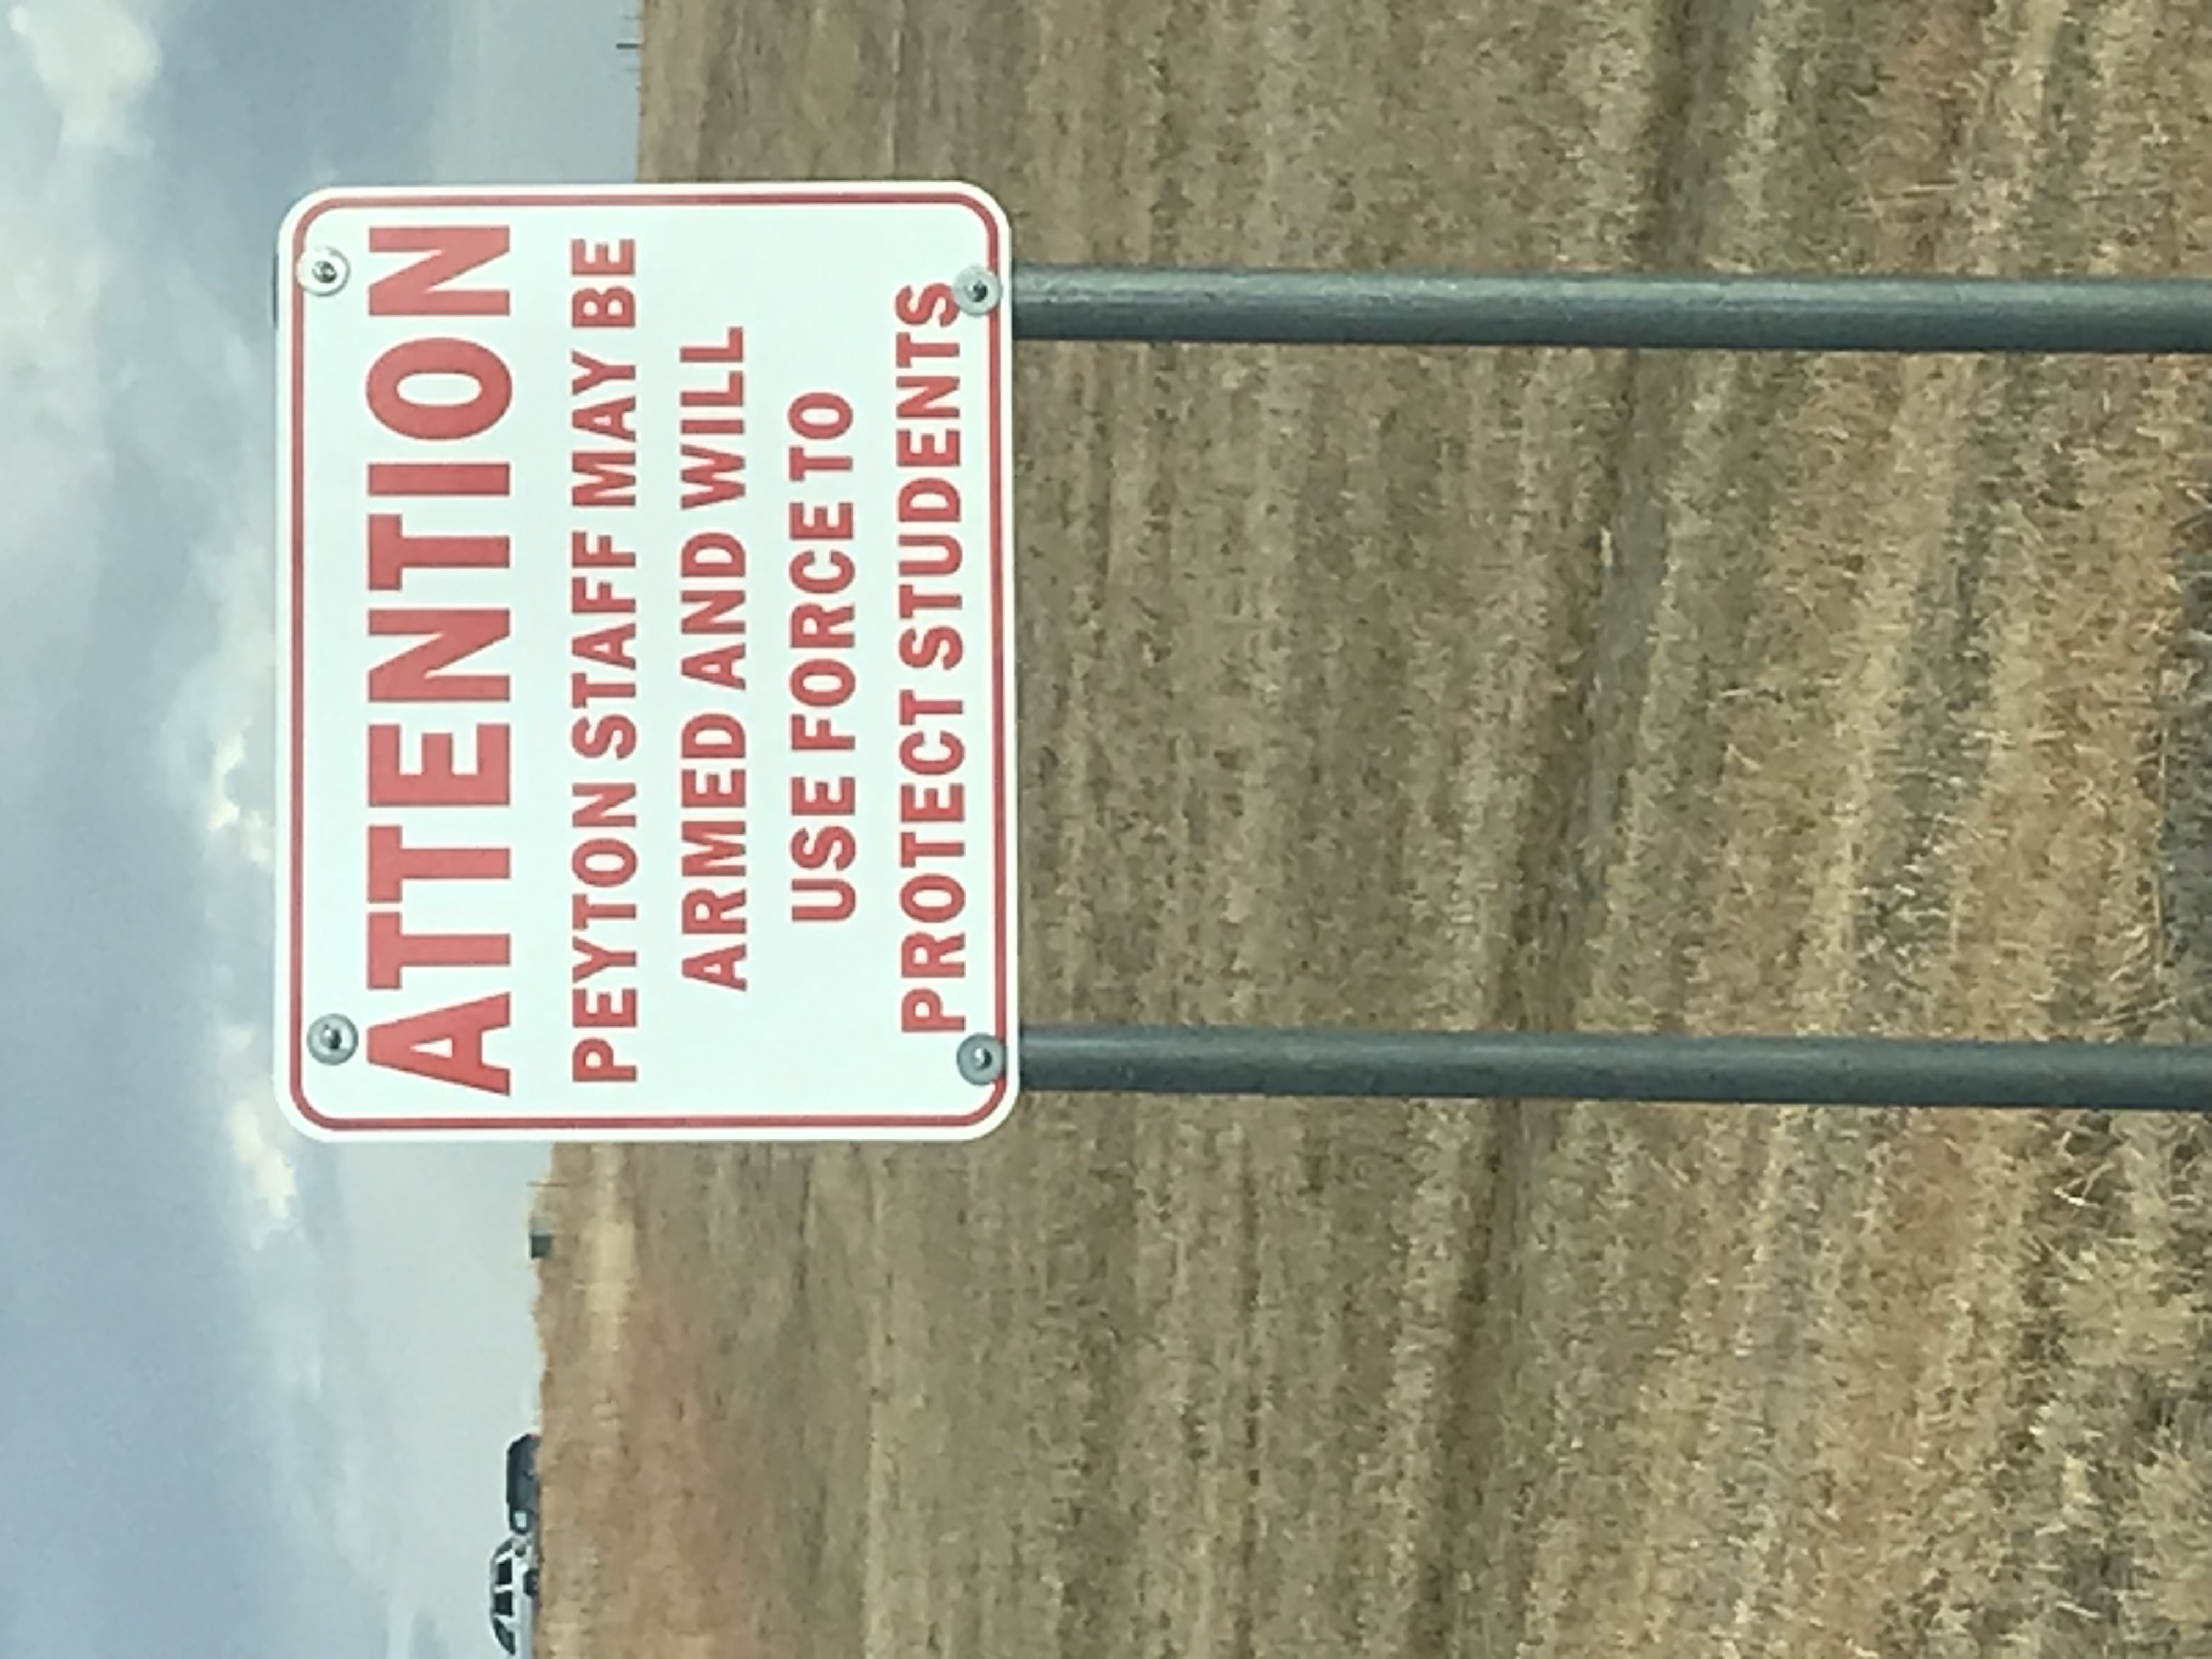 ATTENTION
PEYTON STAFF MAY BE
ARMED AND WILL
USE FORCE TO
PROTECT STUDENTS